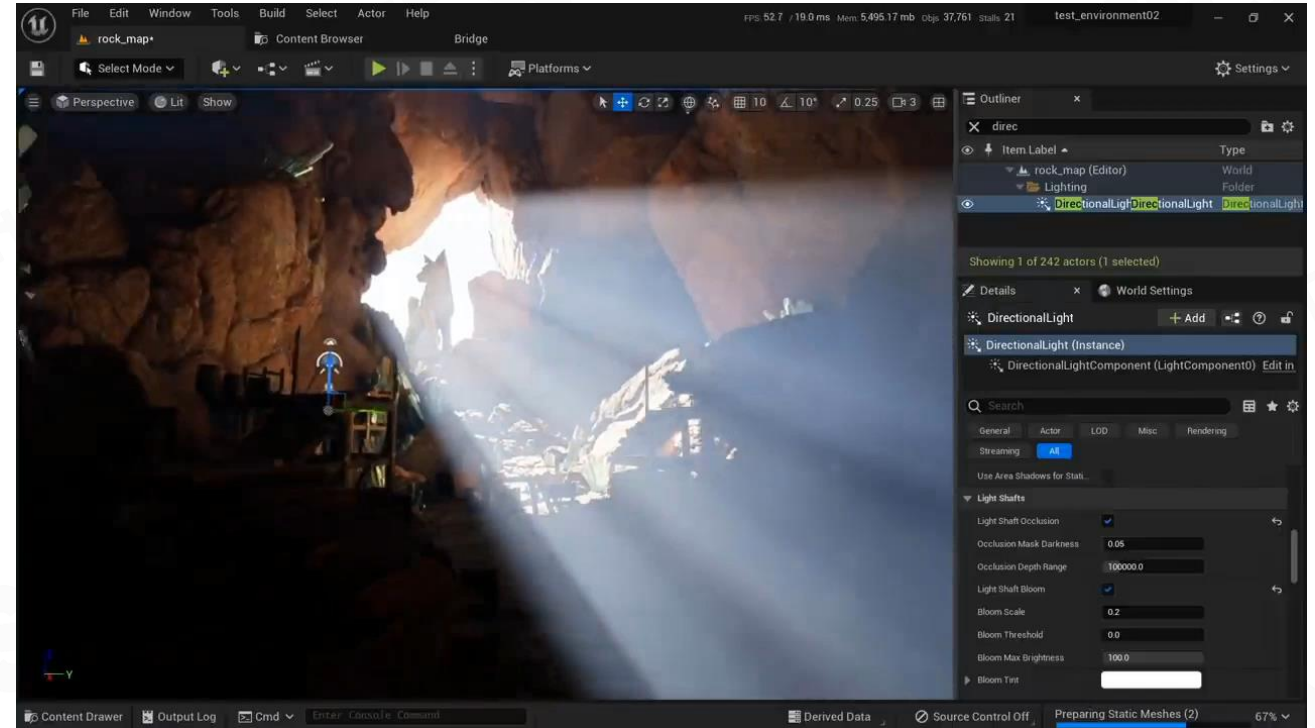 File Edit Window Tools Build Select Actor Help
FPS: 52.7 / 19.0 ms Mem: 5,495.17 mb Objs: 37,761 Stalls: 21
test_environment02
rock_map•
Content Browser
Bridge
Select Mode
Platforms
Settings
Perspective Lit Show
10 10° 0.25 3
Outliner
direc
Item Label Type
rock_map (Editor) World
Lighting Folder
DirectionalLighDirectionalLight DirectionalLight
Showing 1 of 242 actors (1 selected)
Details World Settings
DirectionalLight + Add
DirectionalLight (Instance)
DirectionalLightComponent (LightComponent0) Edit in
Search
General Actor LOD Misc Rendering
Streaming All
Use Area Shadows for Stati...
Light Shafts
Light Shaft Occlusion
Occlusion Mask Darkness 0.05
Occlusion Depth Range 100000.0
Light Shaft Bloom
Bloom Scale 0.2
Bloom Threshold 0.0
Bloom Max Brightness 100.0
Bloom Tint
Y
Content Drawer Output Log Cmd Enter Console Command Derived Data Source Control Off Preparing Static Meshes (2) 67%